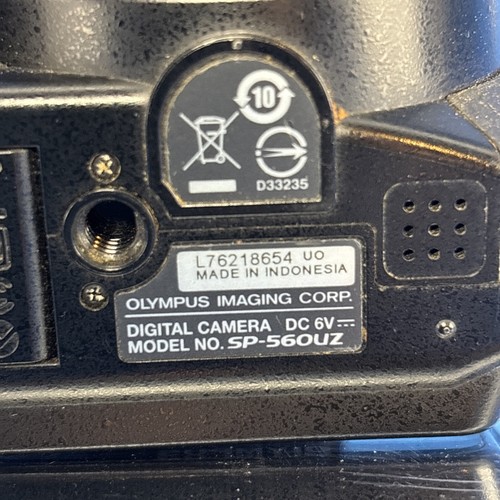 10
D33235
L76218654 UO
MADE IN INDONESIA
OLYMPUS IMAGING CORP.
DIGITAL CAMERA DC 6V⎓
MODEL NO. SP-560UZ